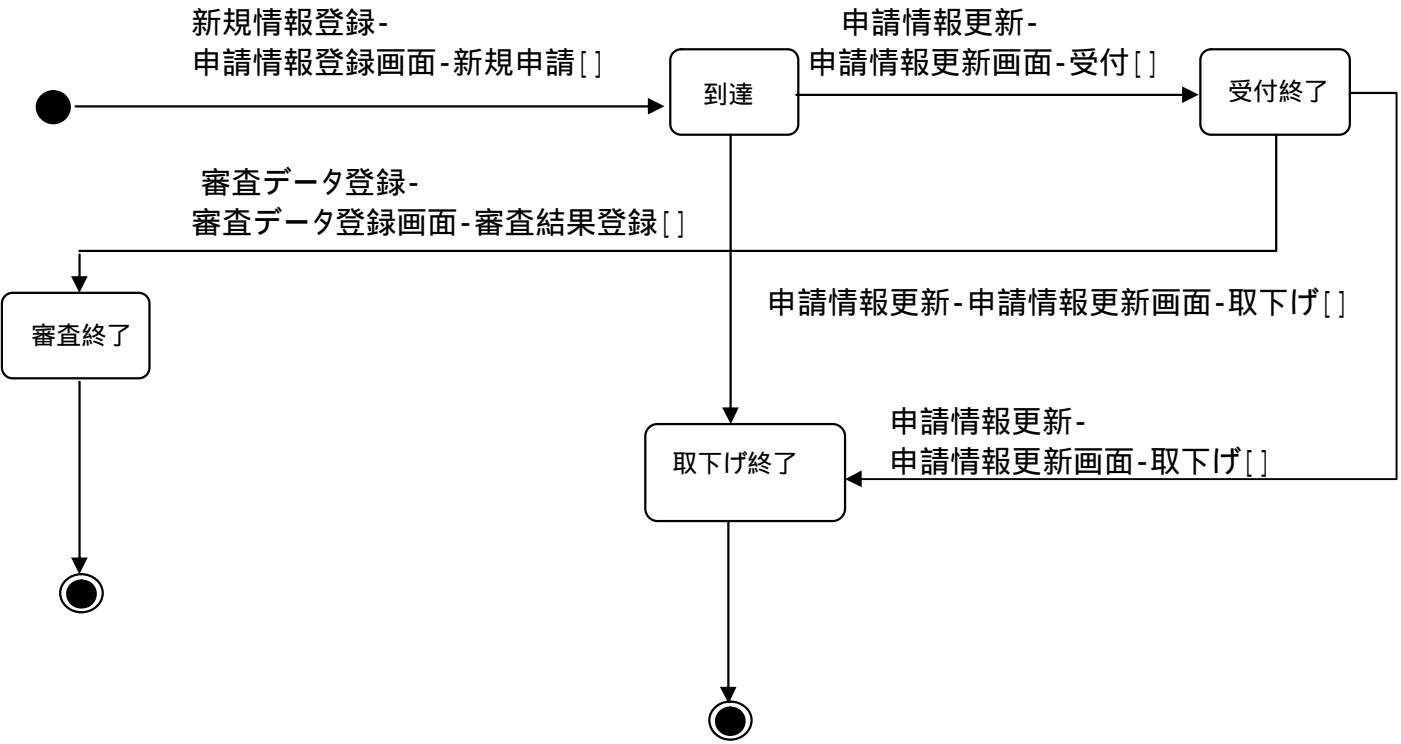 新規情報登録-
申請情報登録画面-新規申請[]
申請情報更新-
申請情報更新画面-受付[]
到達
受付終了
審査データ登録-
審査データ登録画面-審査結果登録[]
申請情報更新-申請情報更新画面-取下げ[]
審査終了
申請情報更新-
申請情報更新画面-取下げ[]
取下げ終了